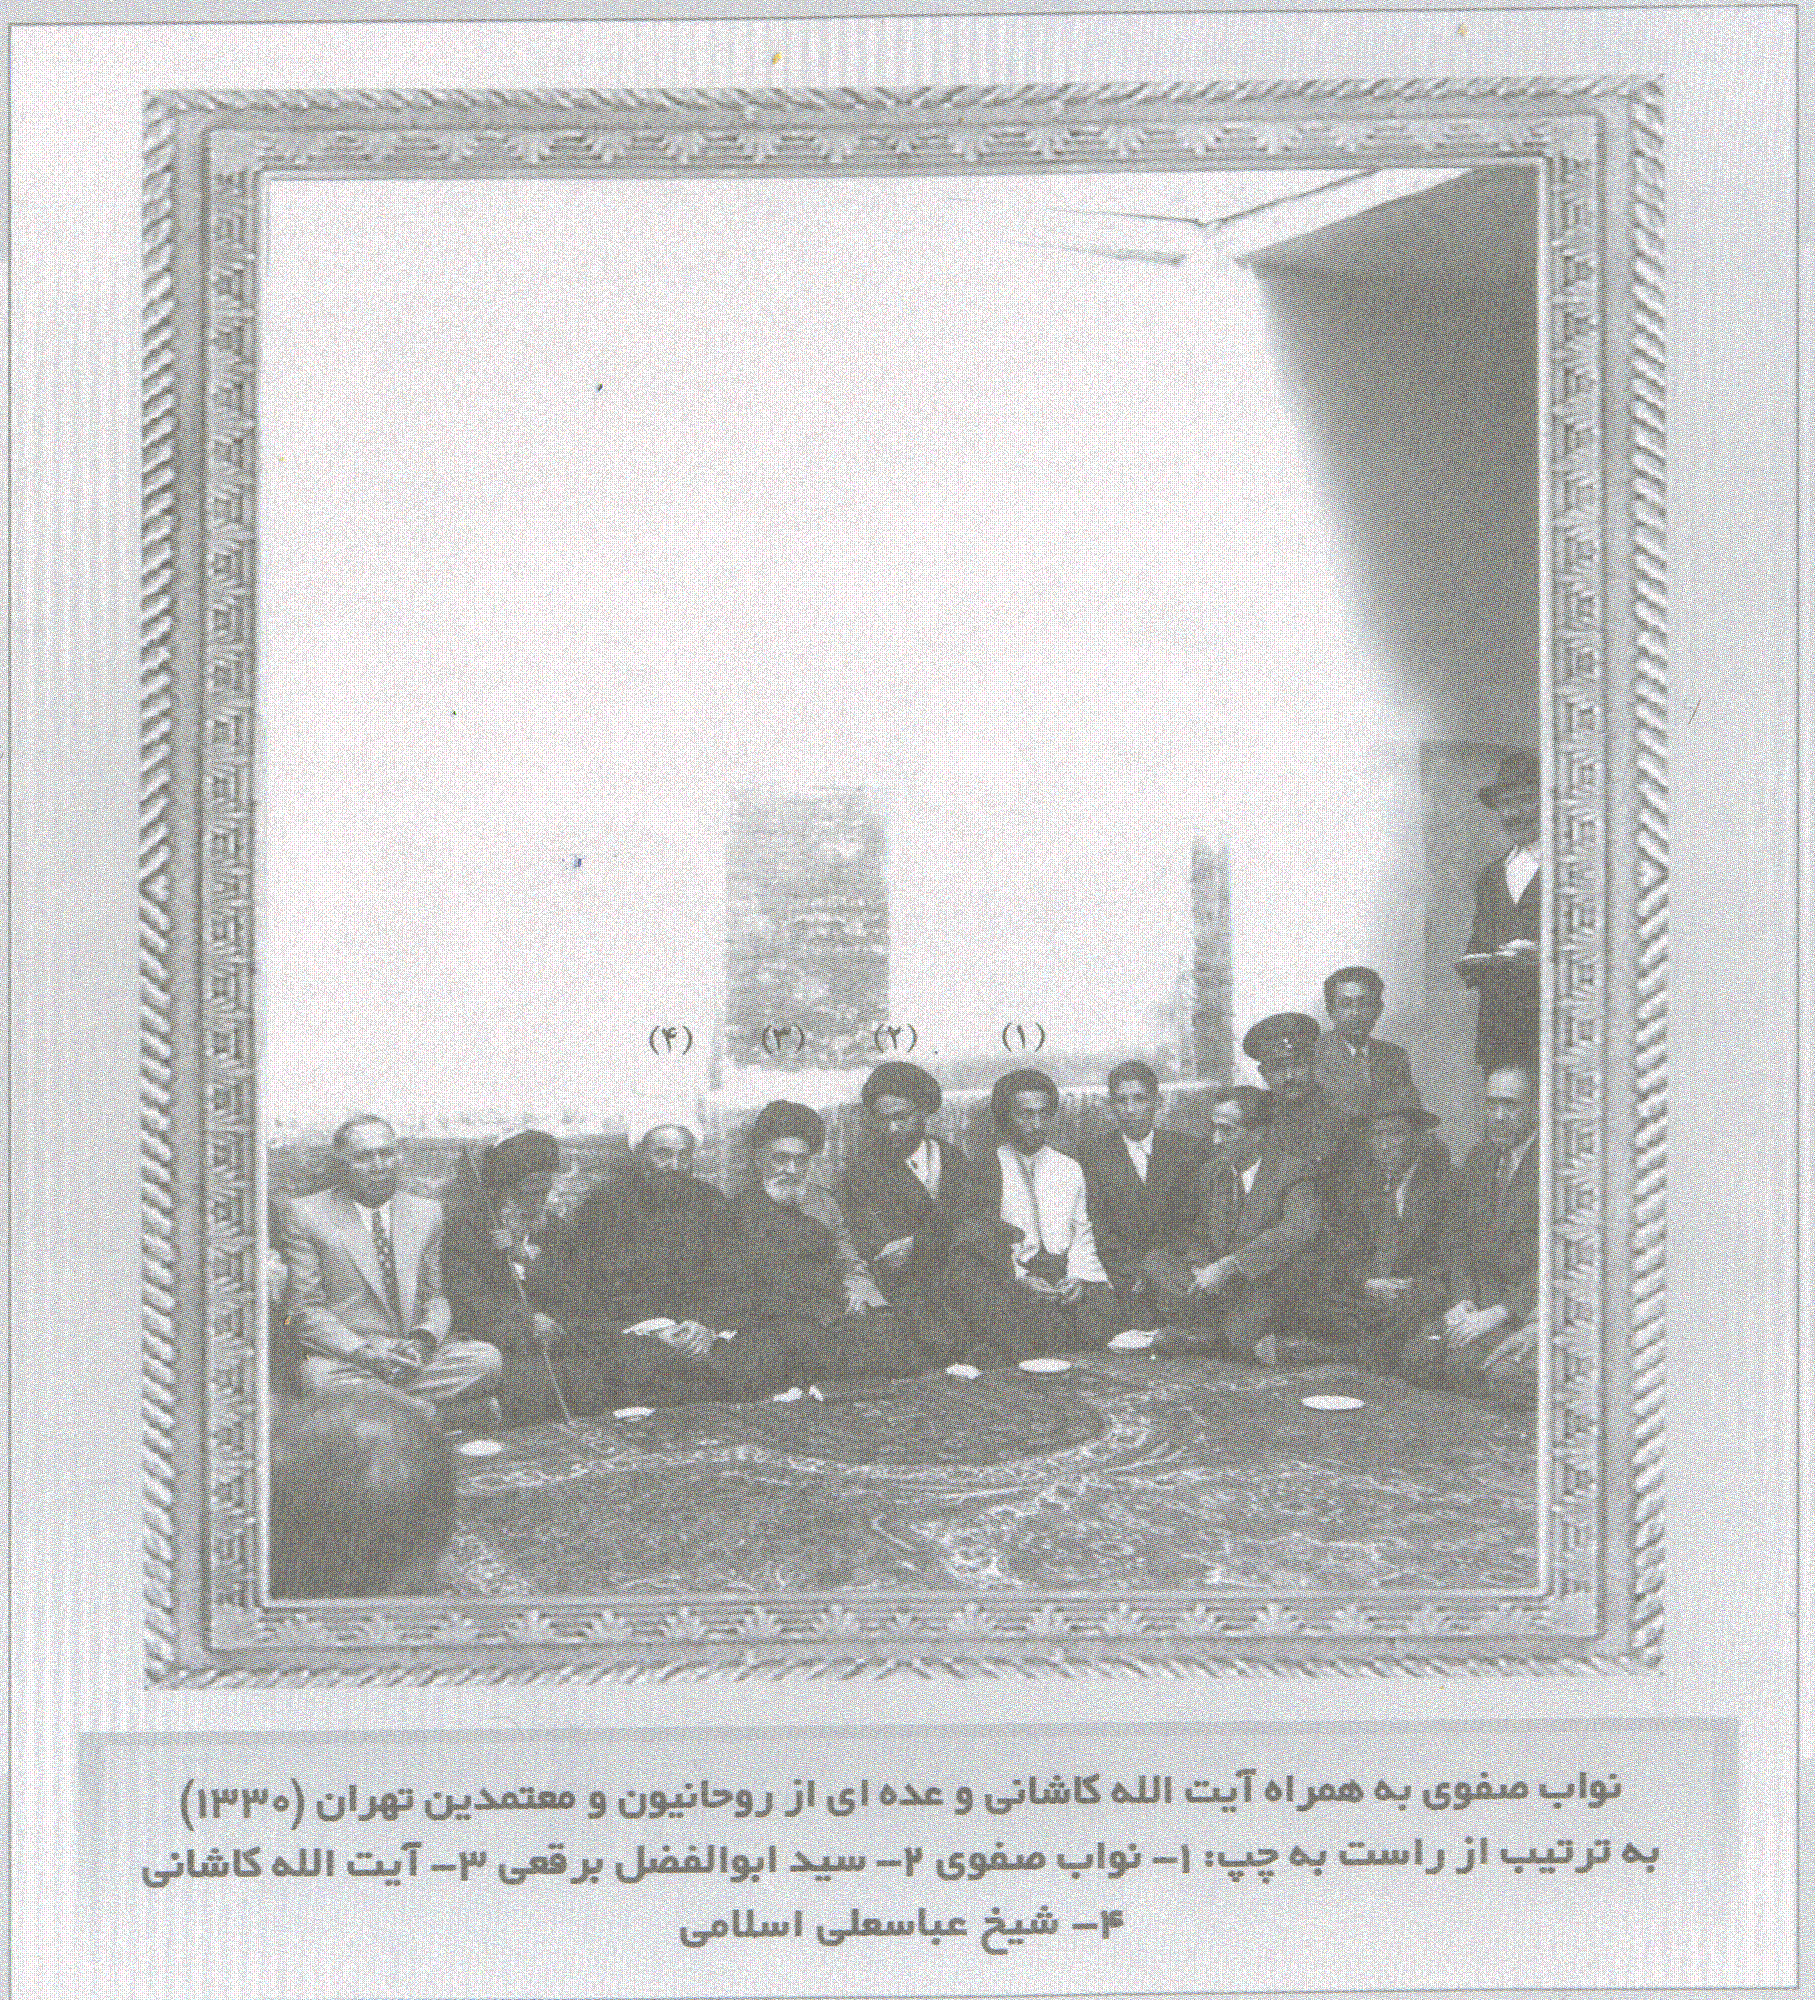 (۴) (۳) (۲) (۱)
نواب صفوی به همراه آیت الله کاشانی و عده ای از روحانیون و معتمدین تهران (۱۳۳۰)
به ترتیب از راست به چپ: ۱- نواب صفوی ۲- سید ابوالفضل برقعی ۳- آیت الله کاشانی
۴- شیخ عباسعلی اسلامی